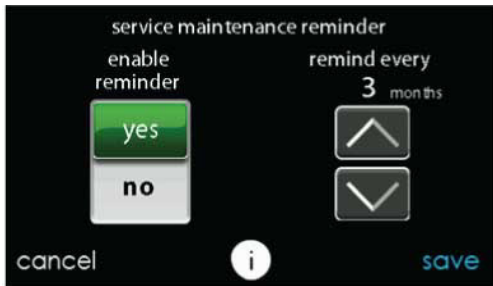 service maintenance reminder
enable
reminder
yes
no
remind every
3 months
cancel
i
save